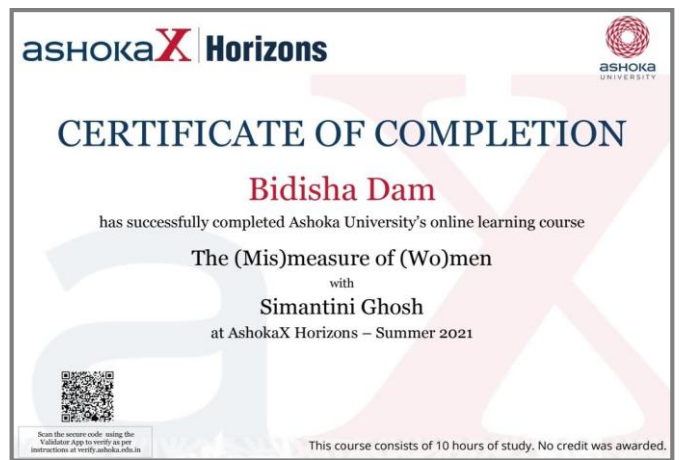 ASHOKAX Horizons
ASHOKA
UNIVERSITY
CERTIFICATE OF COMPLETION
Bidisha Dam
has successfully completed Ashoka University's online learning course
The (Mis)measure of (Wo)men
with
Simantini Ghosh
at AshokaX Horizons – Summer 2021
Scan the secure code using the
Validator App to verify as per
instructions at verify.ashoka.edu.in
This course consists of 10 hours of study. No credit was awarded.